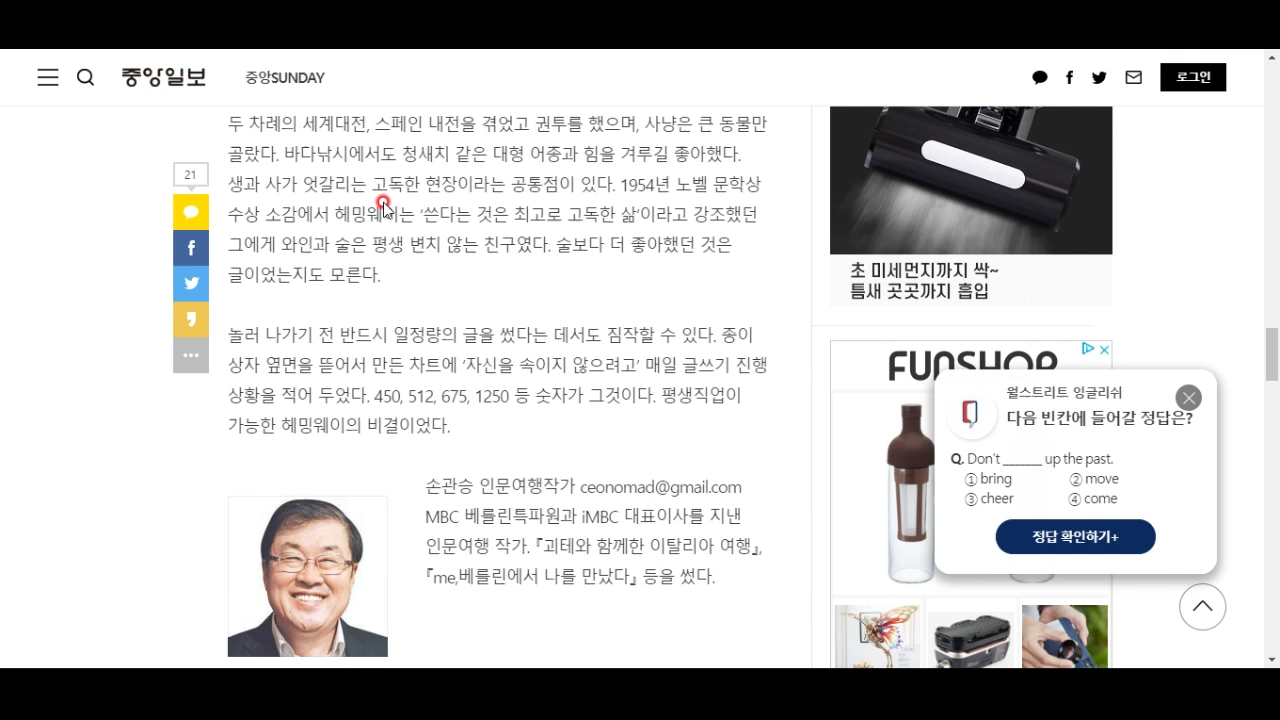 중앙일보
중앙SUNDAY
로그인
두 차례의 세계대전, 스페인 내전을 겪었고 권투를 했으며, 사냥은 큰 동물만
골랐다. 바다낚시에서도 청새치 같은 대형 어종과 힘을 겨루길 좋아했다.
생과 사가 엇갈리는 고독한 현장이라는 공통점이 있다. 1954년 노벨 문학상
수상 소감에서 헤밍웨이는 ‘쓴다는 것은 최고로 고독한 삶’이라고 강조했던
그에게 와인과 술은 평생 변치 않는 친구였다. 술보다 더 좋아했던 것은
글이었는지도 모른다.
21
놀러 나가기 전 반드시 일정량의 글을 썼다는 데서도 짐작할 수 있다. 종이
상자 옆면을 뜯어서 만든 차트에 ‘자신을 속이지 않으려고’ 매일 글쓰기 진행
상황을 적어 두었다. 450, 512, 675, 1250 등 숫자가 그것이다. 평생직업이
가능한 헤밍웨이의 비결이었다.
손관승 인문여행작가 ceonomad@gmail.com
MBC 베를린특파원과 iMBC 대표이사를 지낸
인문여행 작가. 『괴테와 함께한 이탈리아 여행』,
『me,베를린에서 나를 만났다』 등을 썼다.
초 미세먼지까지 싹~
틈새 곳곳까지 흡입
FUNSHOP
월스트리트 잉글리쉬
다음 빈칸에 들어갈 정답은?
Q. Don't ______ up the past.
① bring ② move
③ cheer ④ come
정답 확인하기+